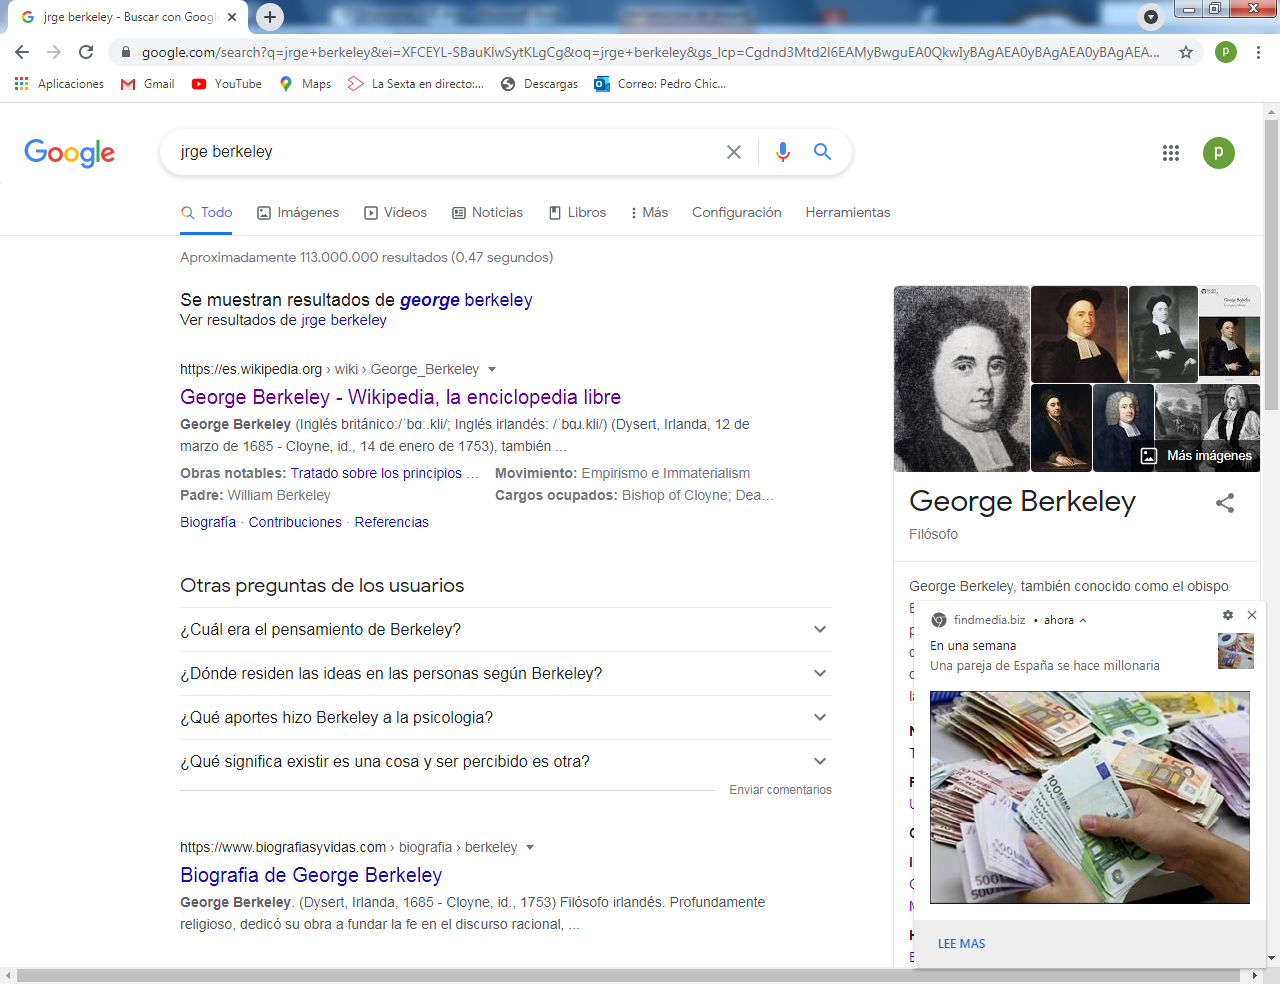 jrge berkeley - Buscar con Googl
google.com/search?q=jrge+berkeley&ei=XFCEYL-SBauKlwSytKLgCg&oq=jrge+berkeley&gs_lcp=Cgdnd3Mtd2l6EAMyBwguEA0QkwIyBAgAEA0yBAgAEA0yBAgAEA...
P
Aplicaciones
Gmail
YouTube
Maps
La Sexta en directo:...
Descargas
Correo: Pedro Chic...
Google
jrge berkeley
p
Todo
Imágenes
Vídeos
Noticias
Libros
Más
Configuración
Herramientas
Aproximadamente 113.000.000 resultados (0,47 segundos)
Se muestran resultados de george berkeley
Ver resultados de jrge berkeley
https://es.wikipedia.org › wiki › George_Berkeley
George Berkeley - Wikipedia, la enciclopedia libre
George Berkeley (Inglés británico:/ˈbɑː.kli/; Inglés irlandés: /ˈbɑɹ.kli/) (Dysert, Irlanda, 12 de
marzo de 1685 - Cloyne, id., 14 de enero de 1753), también ...
Obras notables: Tratado sobre los principios ...
Movimiento: Empirismo e Immaterialism
Padre: William Berkeley
Cargos ocupados: Bishop of Cloyne; Dea...
Biografía · Contribuciones · Referencias
Otras preguntas de los usuarios
¿Cuál era el pensamiento de Berkeley?
¿Dónde residen las ideas en las personas según Berkeley?
¿Qué aportes hizo Berkeley a la psicologia?
¿Qué significa existir es una cosa y ser percibido es otra?
Enviar comentarios
https://www.biografiasyvidas.com › biografia › berkeley
Biografia de George Berkeley
George Berkeley. (Dysert, Irlanda, 1685 - Cloyne, id., 1753) Filósofo irlandés. Profundamente
religioso, dedicó su obra a fundar la fe en el discurso racional, ...
George Berkeley
Más imágenes
George Berkeley
Filósofo
George Berkeley, también conocido como el obispo
findmedia.biz • ahora
En una semana
Una pareja de España se hace millonaria
100 EURO
500
LEE MAS